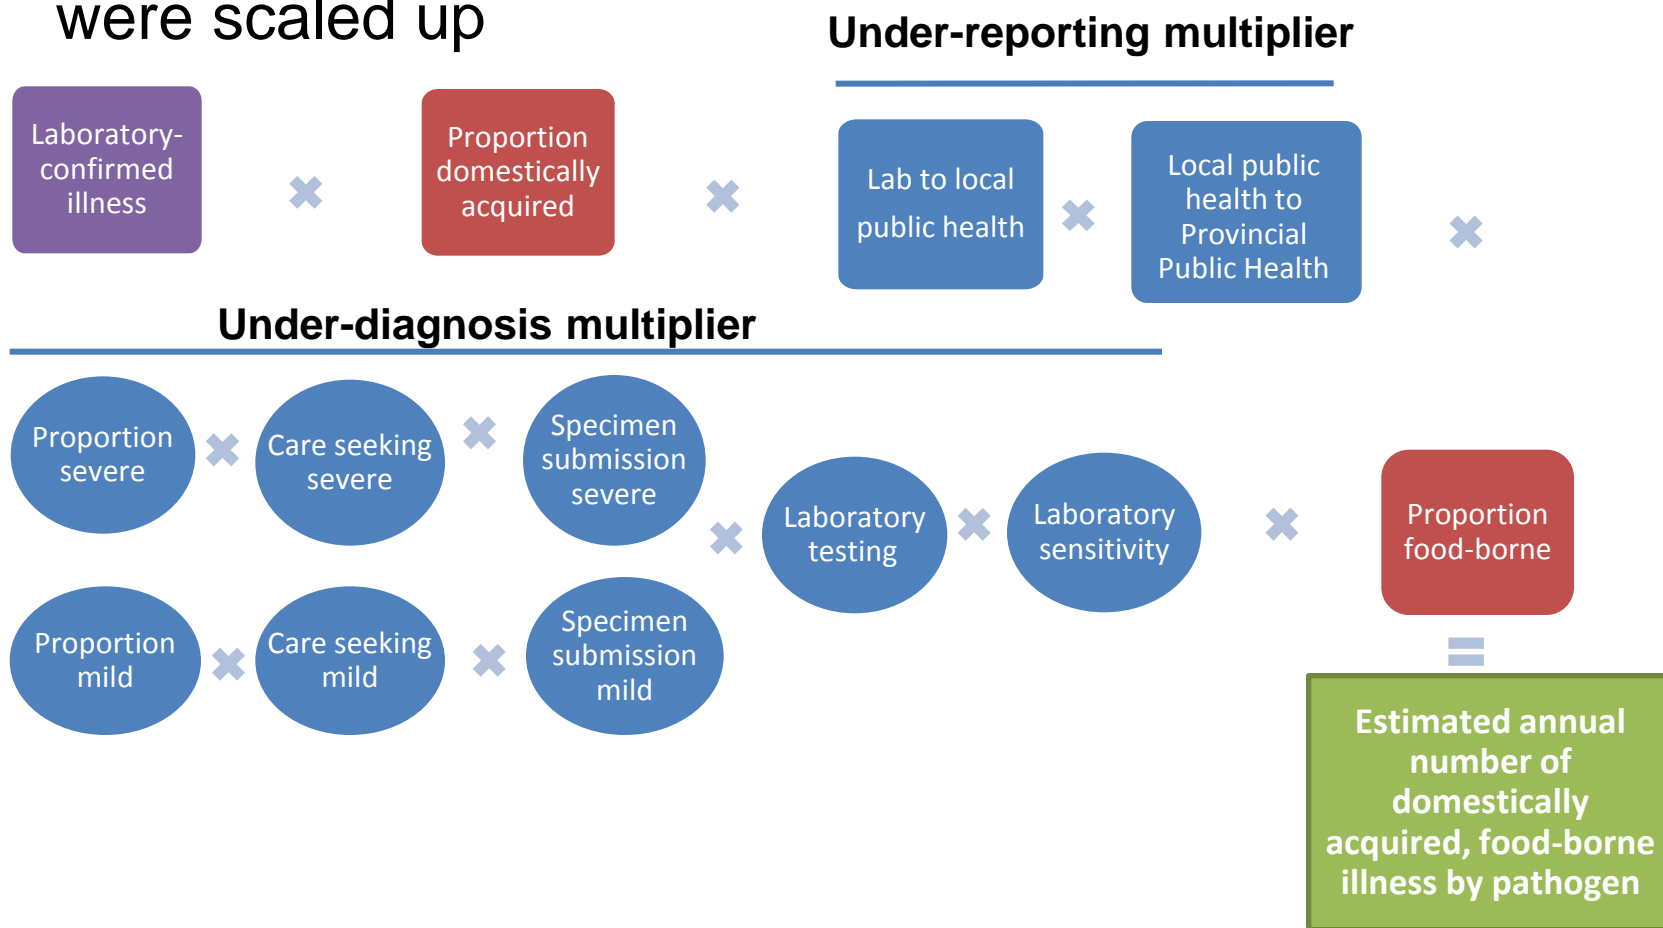 were scaled up
Under-reporting multiplier
Laboratory-
confirmed
illness
Proportion
domestically
acquired
Lab to local
public health
Local public
health to
Provincial
Public Health
Under-diagnosis multiplier
Proportion
severe
Care seeking
severe
Specimen
submission
severe
Laboratory
testing
Laboratory
sensitivity
Proportion
food-borne
Proportion
mild
Care seeking
mild
Specimen
submission
mild
Estimated annual
number of
domestically
acquired, food-borne
illness by pathogen